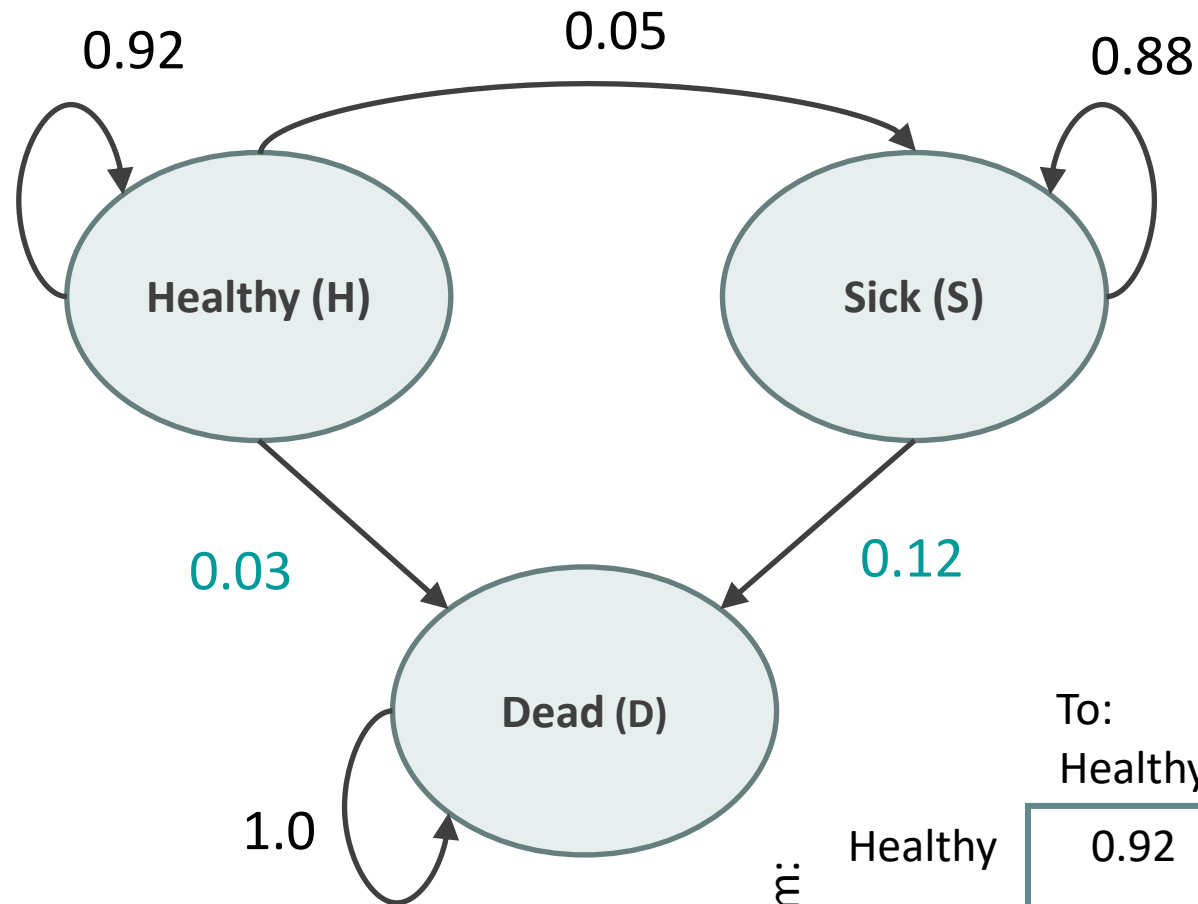 0.92
0.05
0.88
Healthy (H)
Sick (S)
0.03
0.12
Dead (D)
1.0
To:
Healthy
Healthy
0.92
m: